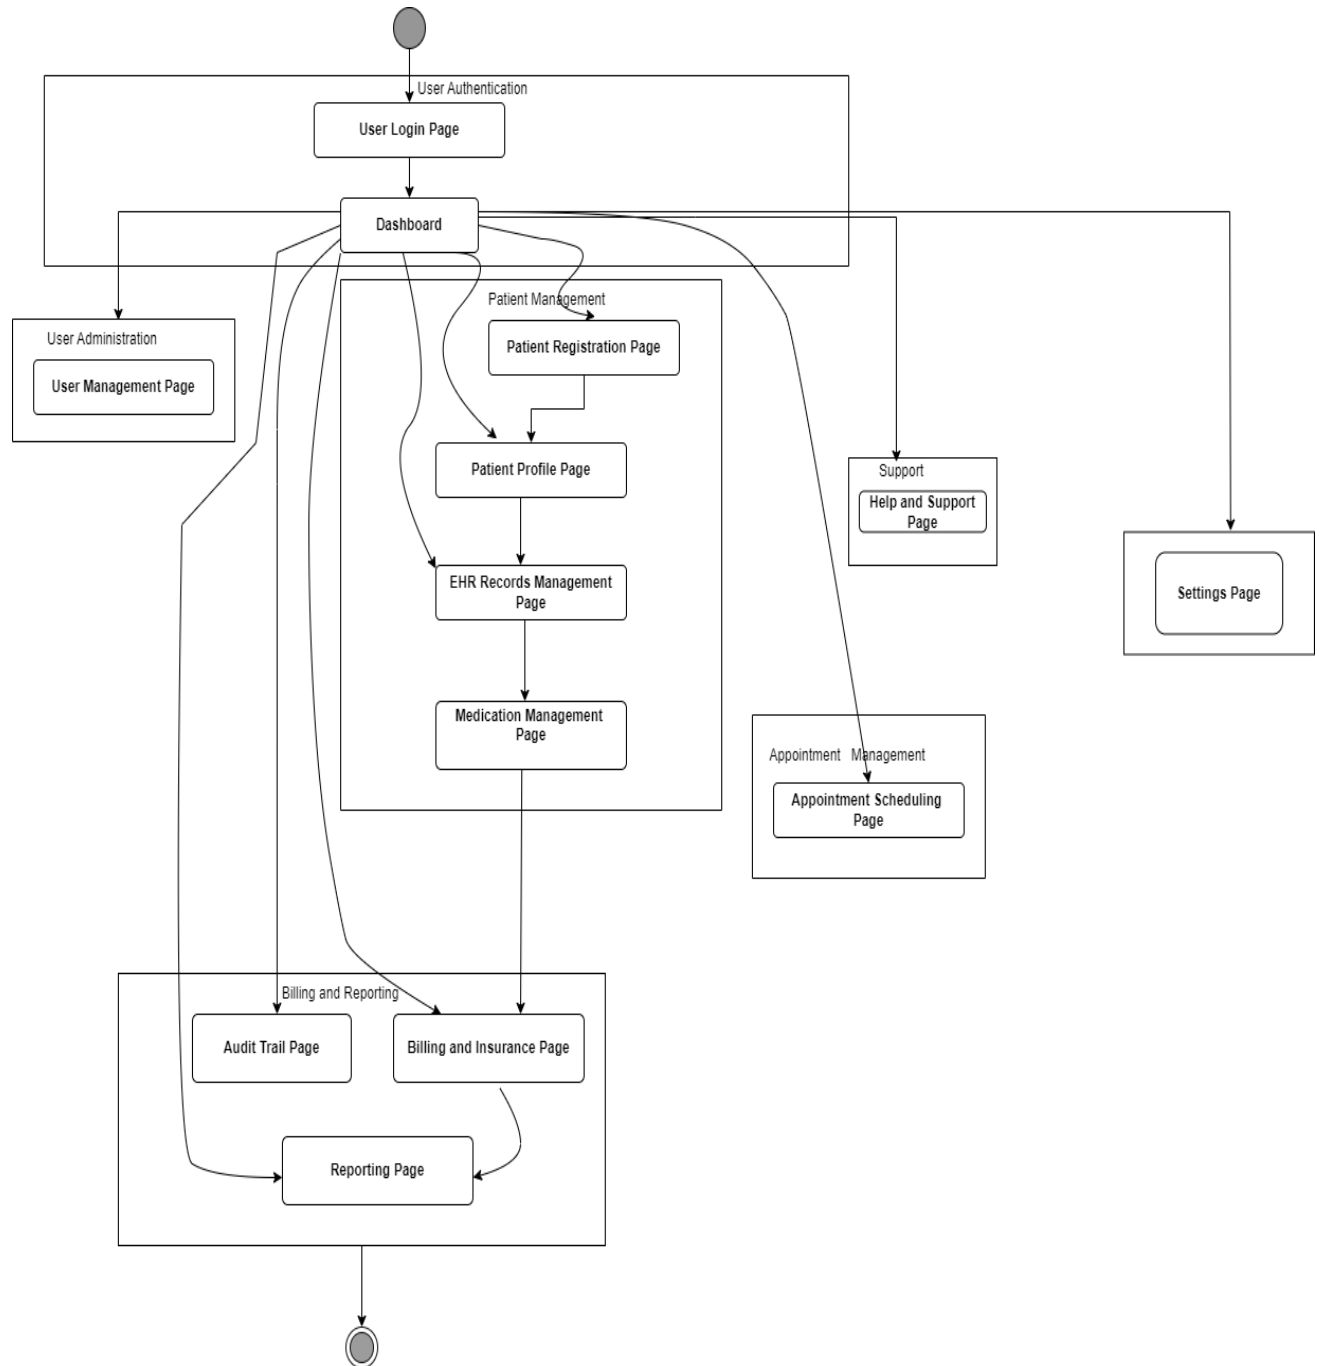 User Authentication
User Login Page
Dashboard
Patient Management
User Administration
Patient Registration Page
User Management Page
Patient Profile Page
Support
Help and Support
Page
EHR Records Management
Page
Settings Page
Medication Management
Page
Appointment Management
Appointment Scheduling
Page
Billing and Reporting
Audit Trail Page
Billing and Insurance Page
Reporting Page